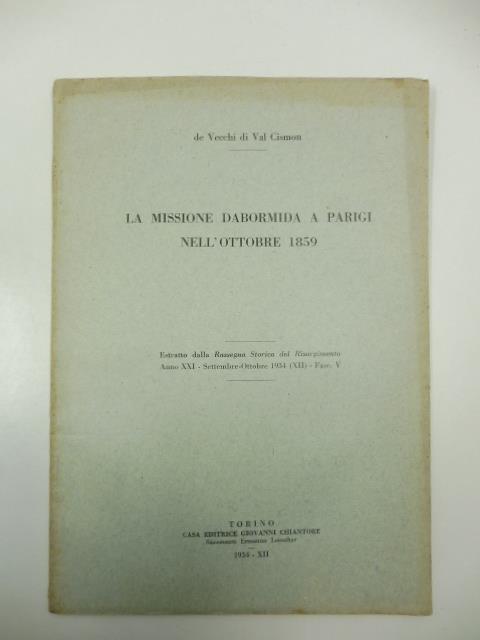 de Vecchi di Val Cismon
LA MISSIONE DABORMIDA A PARIGI
NELL'OTTOBRE 1859
Estratto dalla Rassegna Storica del Risorgimento
Anno XXI - Settembre-Ottobre 1934 (XII) - Fasc. V
TORINO
CASA EDITRICE GIOVANNI CHIANTORE
Successore Ermanno Loescher
1934 - XII